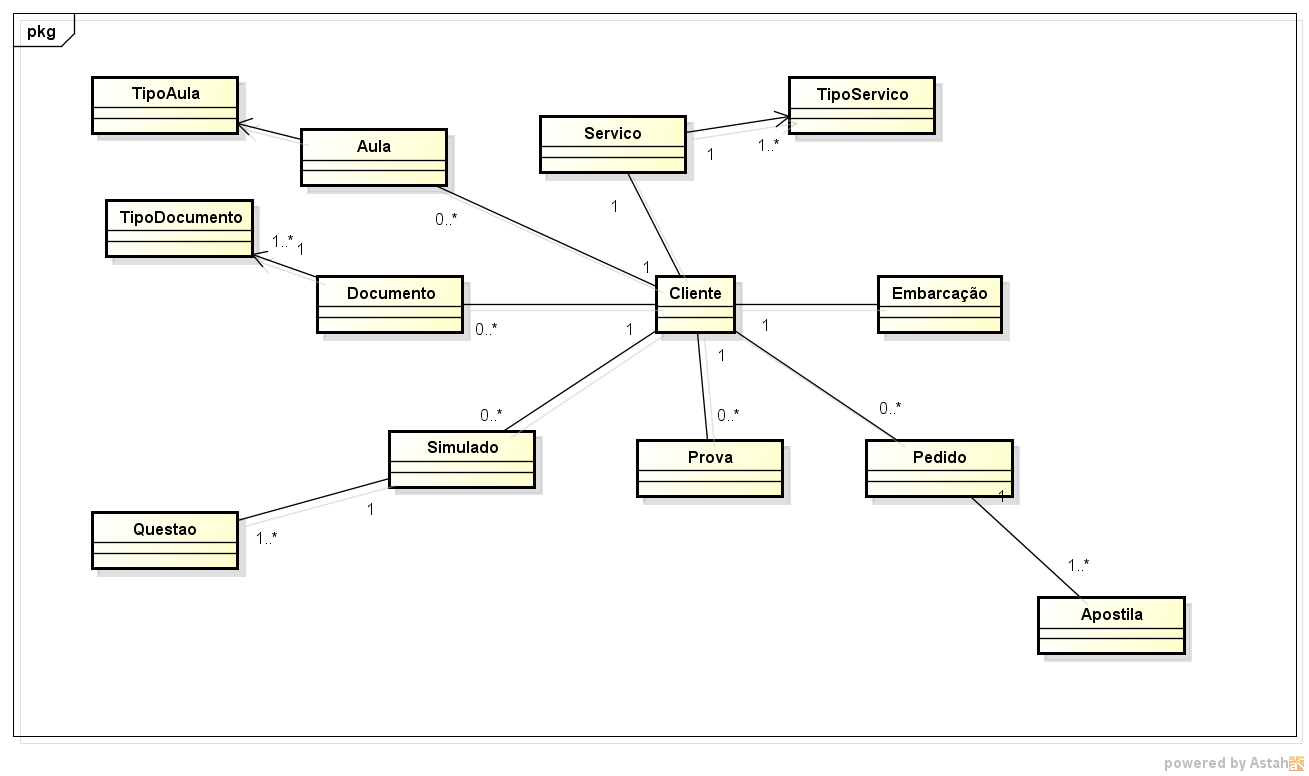 pkg
TipoAula
TipoServico
Servico
Aula
1
1..*
1
0..*
TipoDocumento
1..*
1
1
Documento
Cliente
Embarcação
0..*
1
1
1
0..*
0..*
0..*
Simulado
Prova
Pedido
1
1
Questao
1..*
1..*
Apostila
powered by Astah